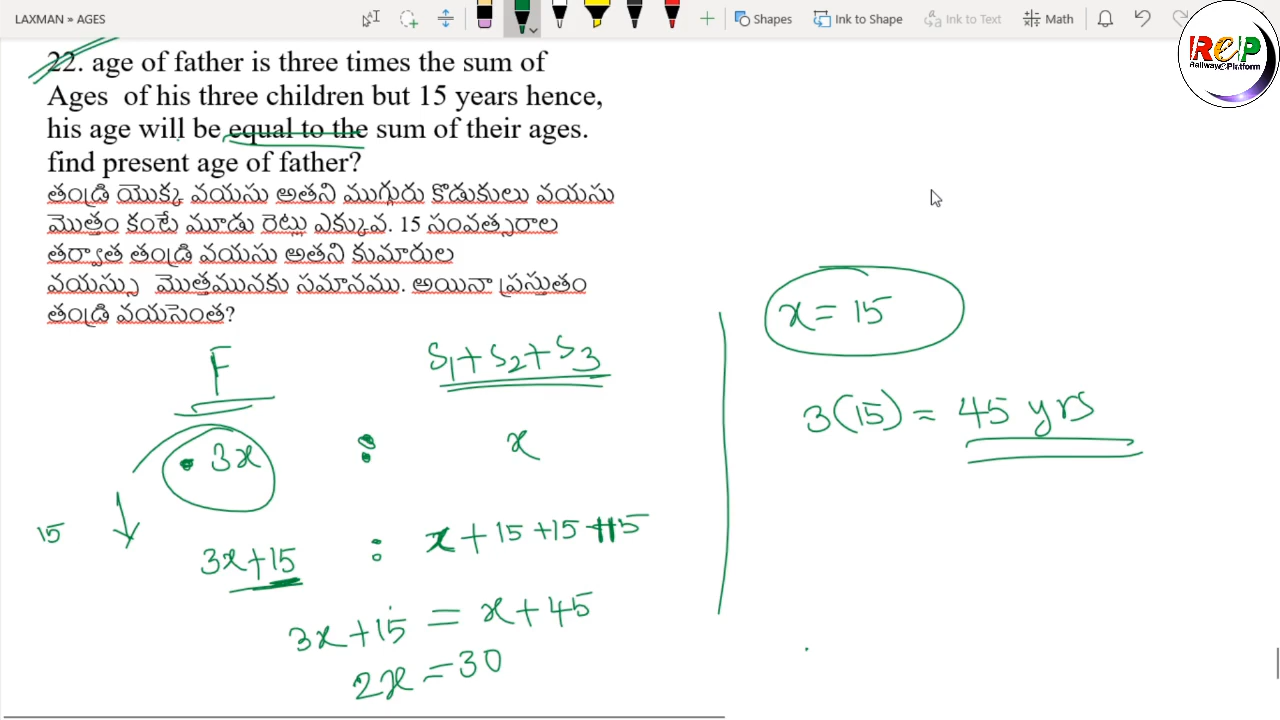 LAXMAN » AGES
Shapes
Ink to Shape
Ink to Text
Math
RCP
Railway Platform
22. age of father is three times the sum of
Ages of his three children but 15 years hence,
his age will be equal to the sum of their ages.
find present age of father?
తండ్రి యొక్క వయసు అతని ముగ్గురు కొడుకులు వయసు
మొత్తం కంటే మూడు రెట్లు ఎక్కువ. 15 సంవత్సరాల
తర్వాత తండ్రి వయసు అతని కుమారుల
వయస్సు మొత్తమునకు సమానము. అయినా ప్రస్తుతం
తండ్రి వయసెంత?
F S1+S2+S3
3x : x
15
3x+15 : x+15+15+15
3x+15 = x+45
2x=30
x=15
3(15)= 45 yrs